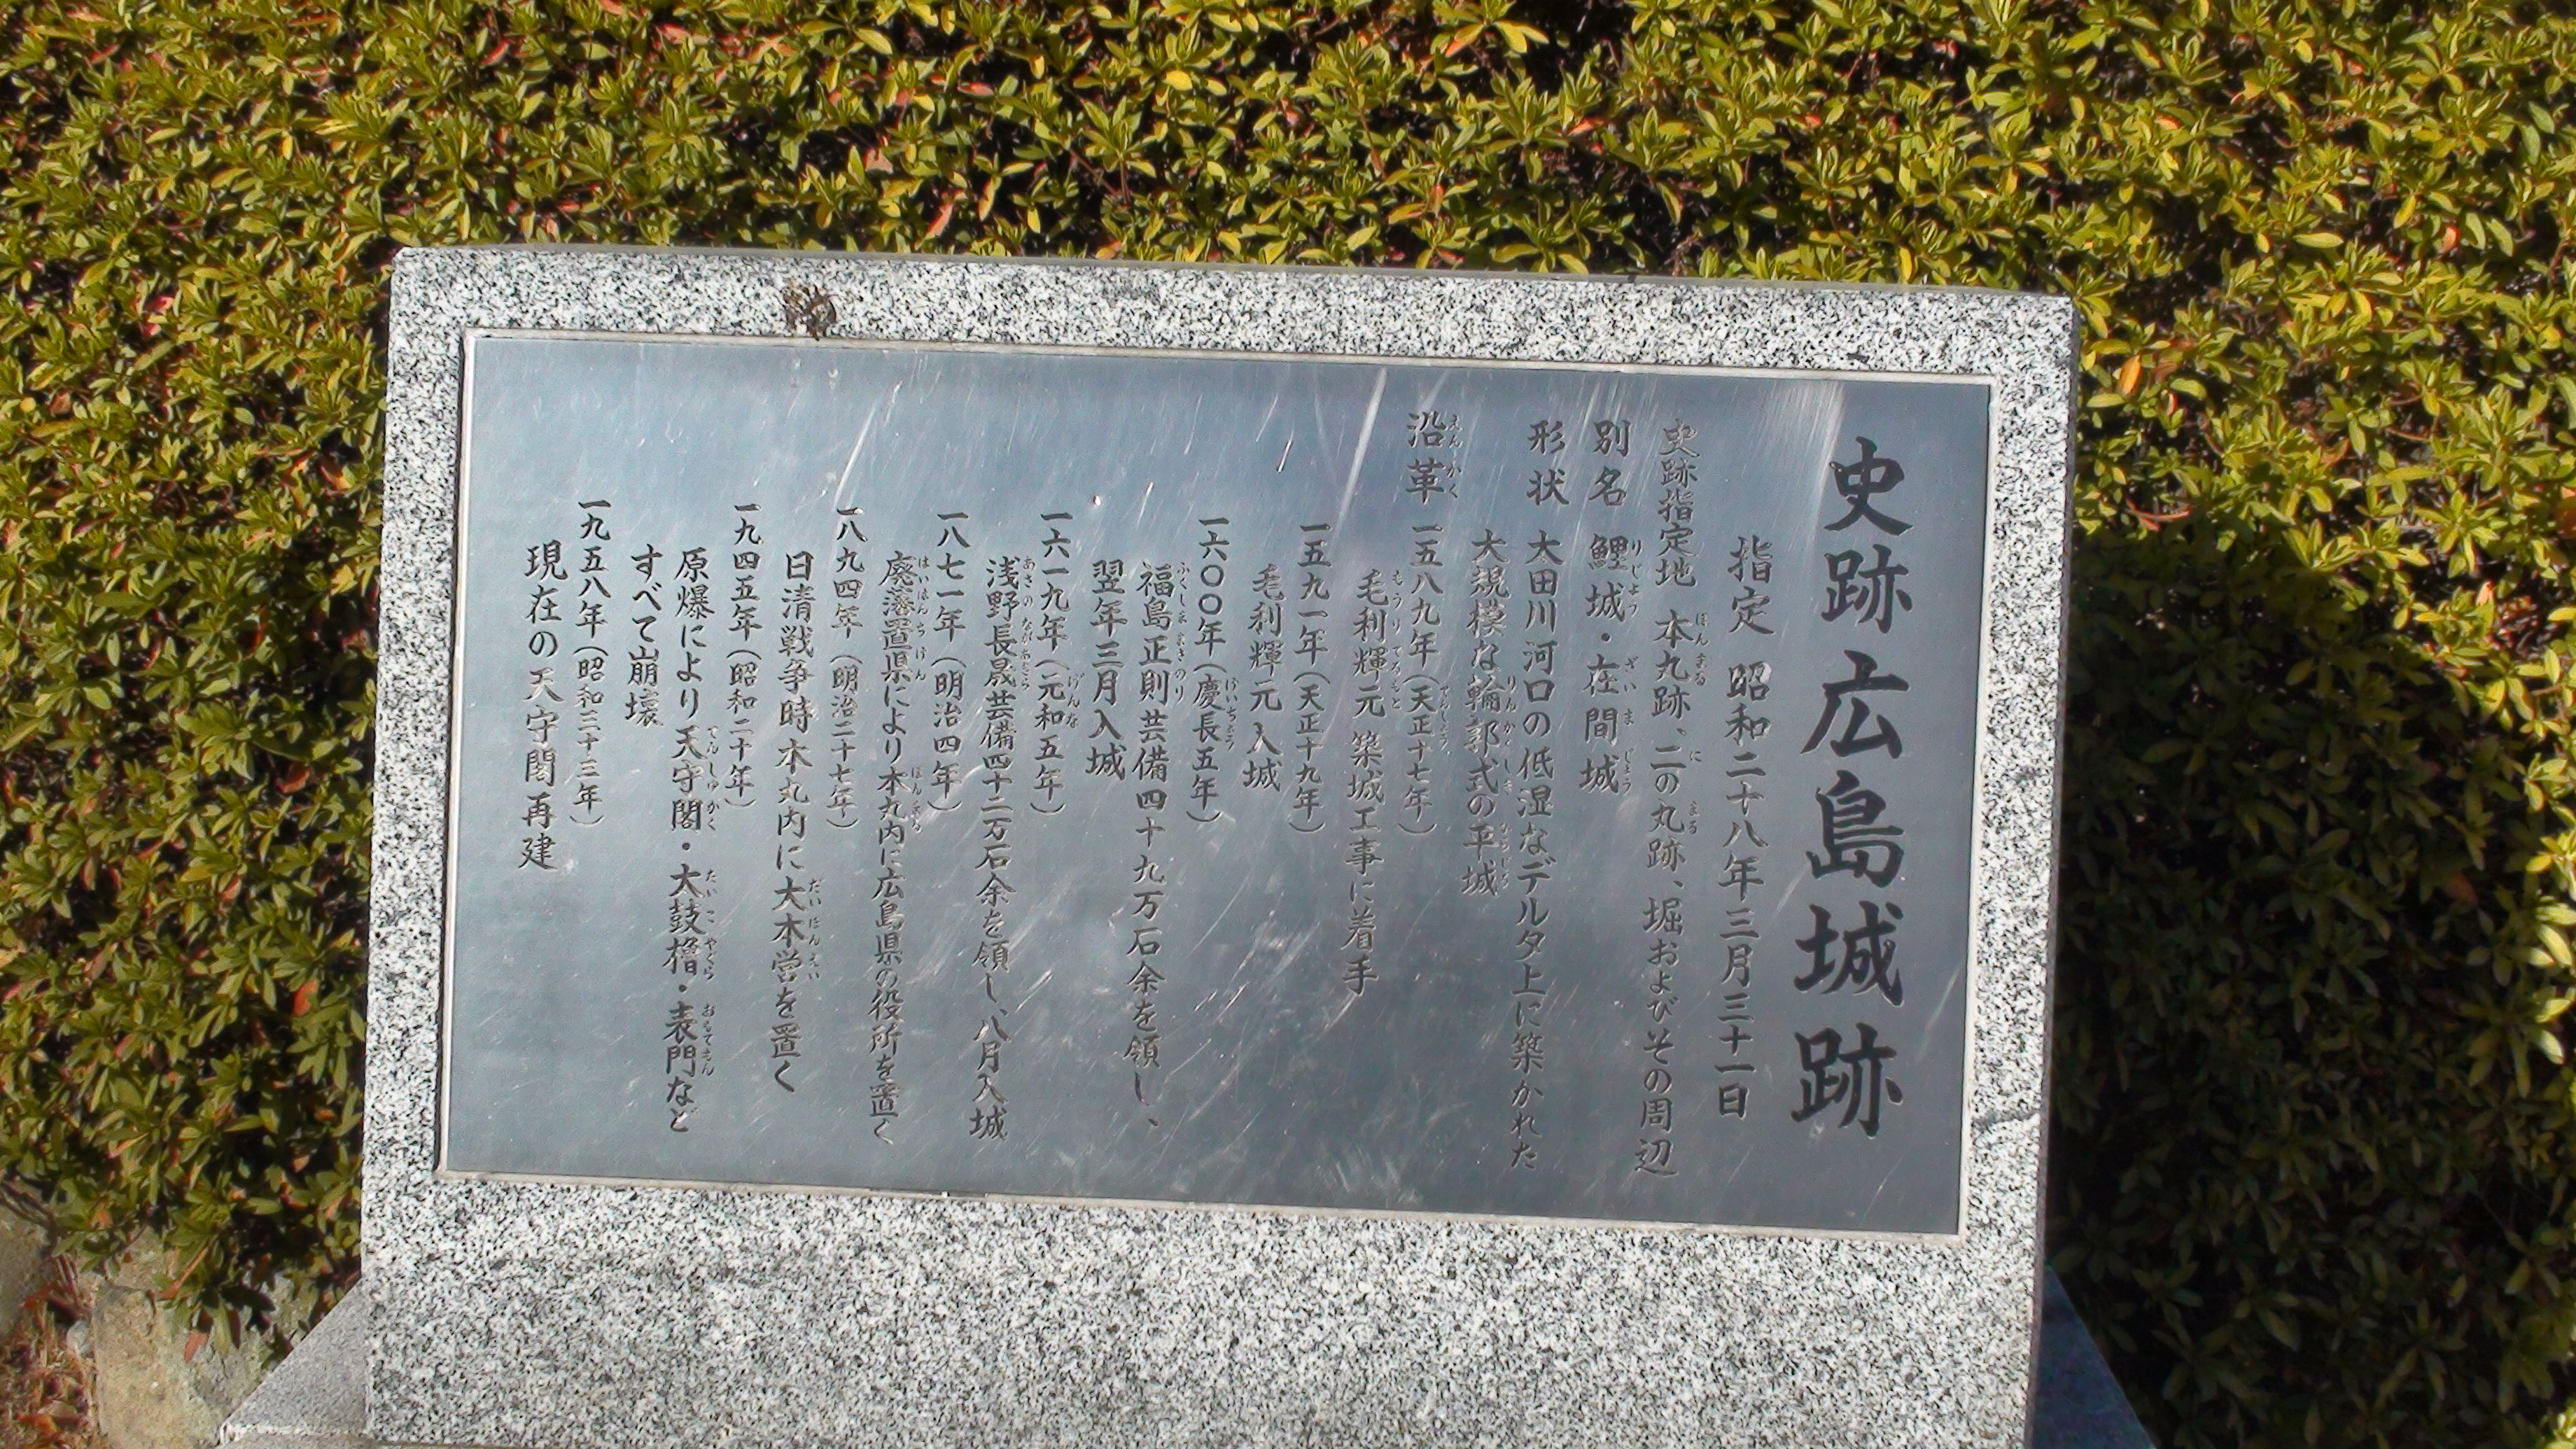 史跡広島城跡
指定 昭和二十八年三月三十一日
史跡指定地 本丸跡、二の丸跡、堀およびその周辺
別名 鯉城・在間城
形状 大田川河口の低湿なデルタ上に築かれた
大規模な輪郭式の平城
沿革 一五八九年（天正十七年）
毛利輝元 築城工事に着手
一五九一年（天正十九年）
毛利輝元 入城
一六〇〇年（慶長五年）
福島正則芸備四十九万石余を領し、
翌年三月入城
一六一九年（元和五年）
浅野長晟芸備四十二万石余を領し、八月入城
一八七一年（明治四年）
廃藩置県により本丸内に広島県の役所を置く
一八九四年（明治二十七年）
日清戦争時本丸内に大本営を置く
一九四五年（昭和二十年）
原爆により天守閣・太鼓櫓・表門など
すべて崩壊
一九五八年（昭和三十三年）
現在の天守閣再建